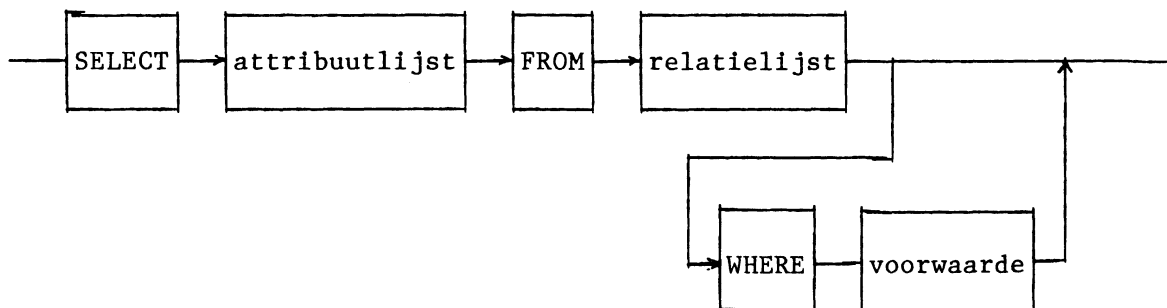 SELECT attribuutlijst FROM relatielijst
WHERE voorwaarde